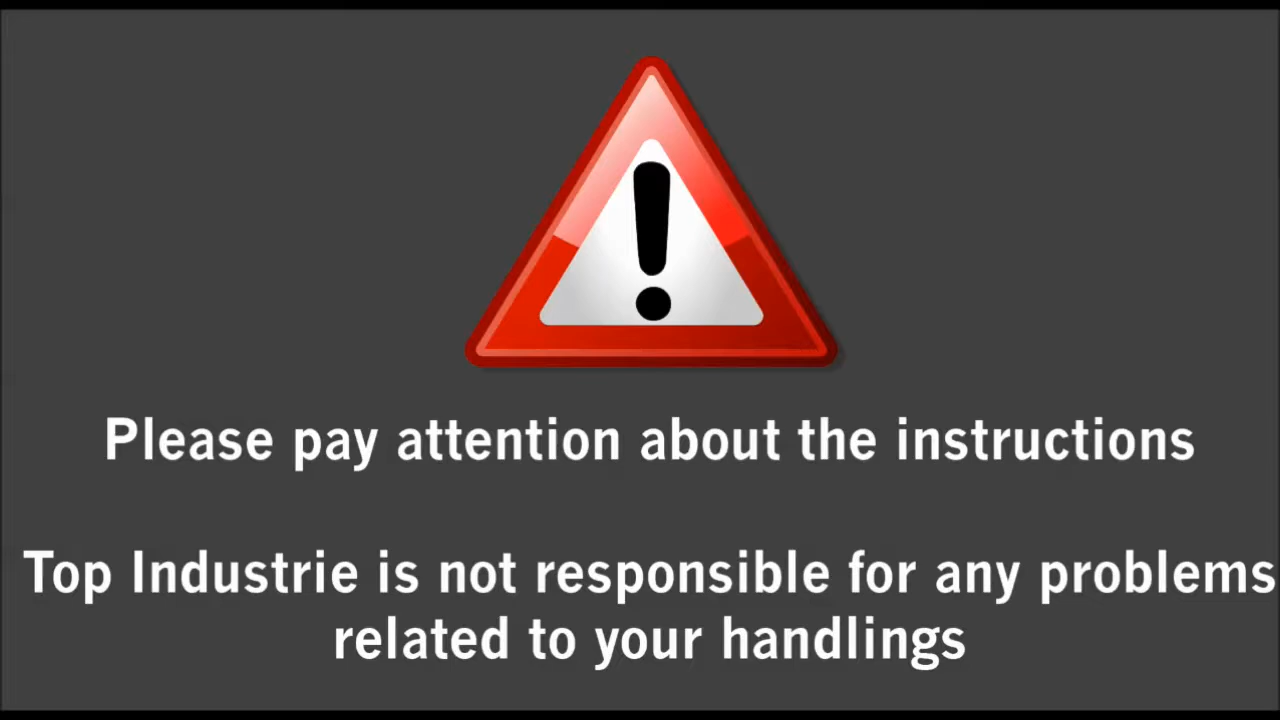 Please pay attention about the instructions
Top Industrie is not responsible for any problems
related to your handlings